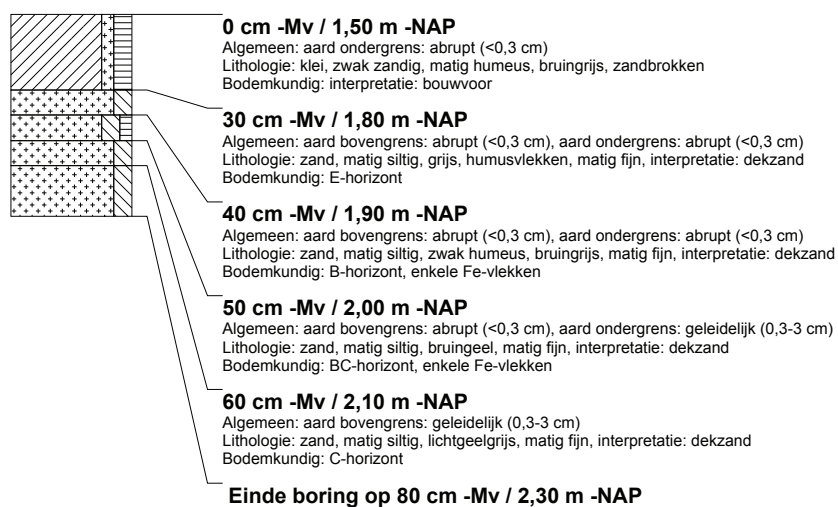 0 cm -Mv / 1,50 m -NAP
Algemeen: aard ondergrens: abrupt (<0,3 cm)
Lithologie: klei, zwak zandig, matig humeus, bruingrijs, zandbrokken
Bodemkundig: interpretatie: bouwvoor
30 cm -Mv / 1,80 m -NAP
Algemeen: aard bovengrens: abrupt (<0,3 cm), aard ondergrens: abrupt (<0,3 cm)
Lithologie: zand, matig siltig, grijs, humusvlekken, matig fijn, interpretatie: dekzand
Bodemkundig: E-horizont
40 cm -Mv / 1,90 m -NAP
Algemeen: aard bovengrens: abrupt (<0,3 cm), aard ondergrens: abrupt (<0,3 cm)
Lithologie: zand, matig siltig, zwak humeus, bruingrijs, matig fijn, interpretatie: dekzand
Bodemkundig: B-horizont, enkele Fe-vlekken
50 cm -Mv / 2,00 m -NAP
Algemeen: aard bovengrens: abrupt (<0,3 cm), aard ondergrens: geleidelijk (0,3-3 cm)
Lithologie: zand, matig siltig, bruingeel, matig fijn, interpretatie: dekzand
Bodemkundig: BC-horizont, enkele Fe-vlekken
60 cm -Mv / 2,10 m -NAP
Algemeen: aard bovengrens: geleidelijk (0,3-3 cm)
Lithologie: zand, matig siltig, lichtgeelgrijs, matig fijn, interpretatie: dekzand
Bodemkundig: C-horizont
Einde boring op 80 cm -Mv / 2,30 m -NAP